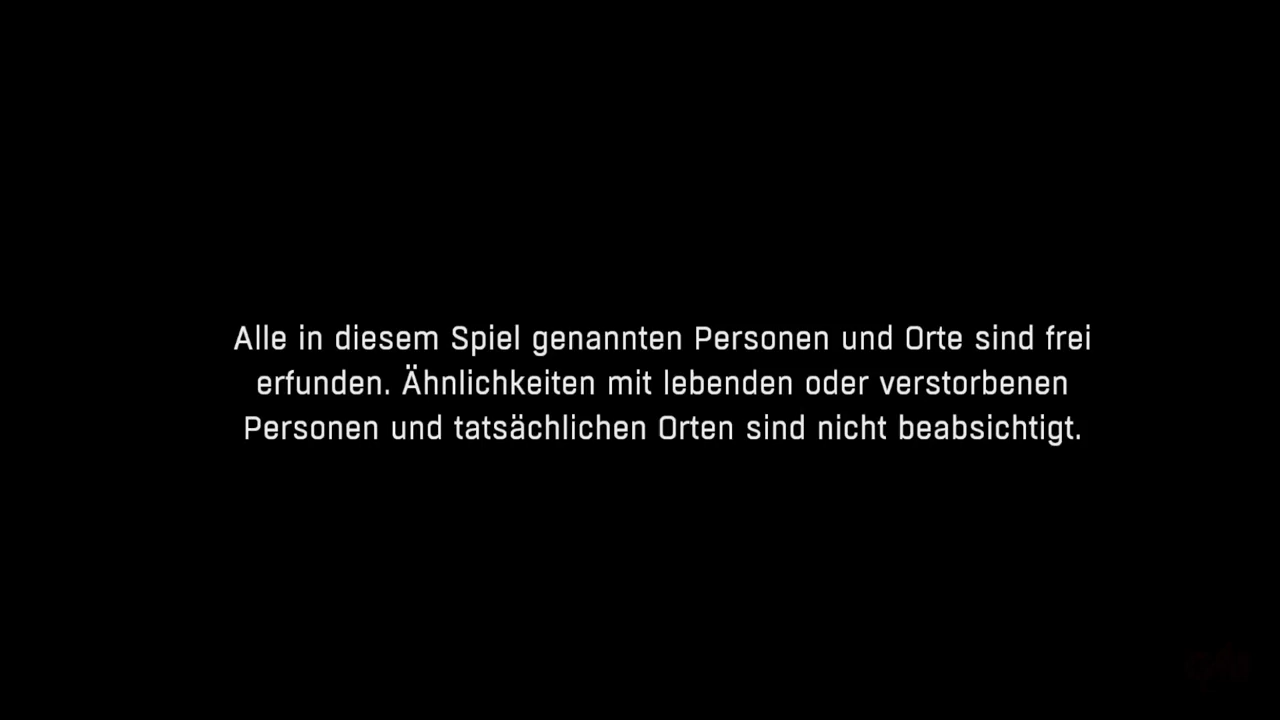 Alle in diesem Spiel genannten Personen und Orte sind frei
erfunden. Ähnlichkeiten mit lebenden oder verstorbenen
Personen und tatsächlichen Orten sind nicht beabsichtigt.